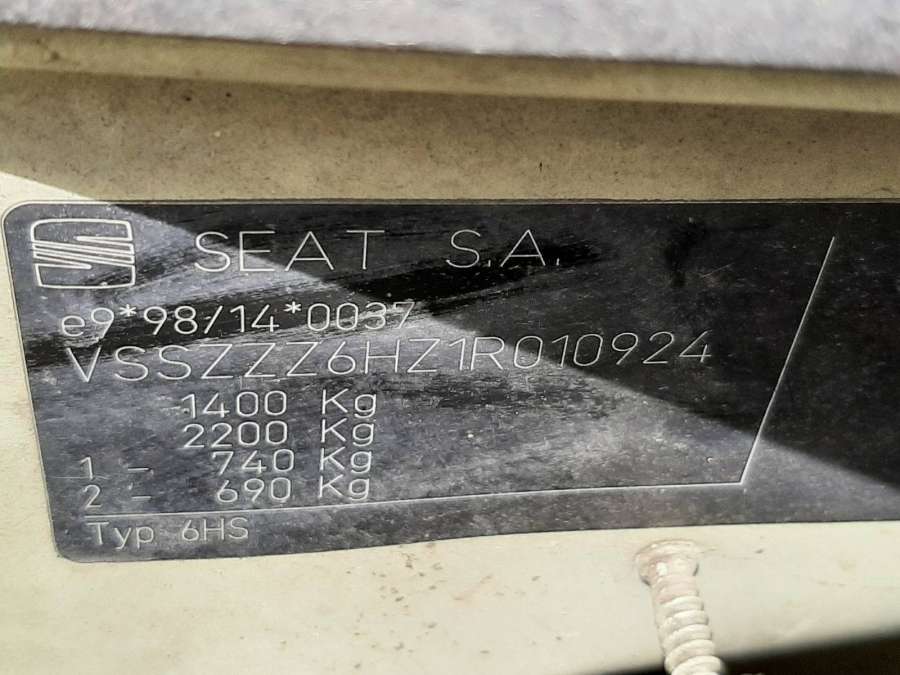 SEAT S.A.
e9*98/14*0037
VSSZZZ6HZ1R010924
1400 Kg
2200 Kg
1 - 740 Kg
2 - 690 Kg
Typ 6HS